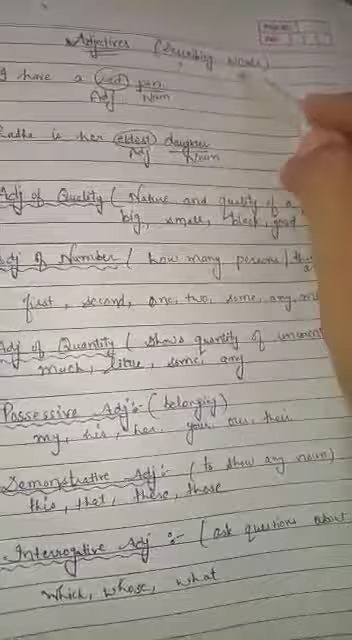 Adjectives (Describing words)
I have a red pen
Adj Noun
Radha is her eldest daughter
Adj Noun
Adj of Quality (Nature and quality of a
big, small, black, good
Adj of Number (how many persons/
first, second, one, two, some, any,
Adj of Quantity (shows quantity of
much, little, some, any
Possessive Adj:- (belonging)
my, his, her, your, our, their
Demonstrative Adj:- (to show any noun)
this, that, these, those
Interrogative Adj :- (ask questions about
which, whose, what